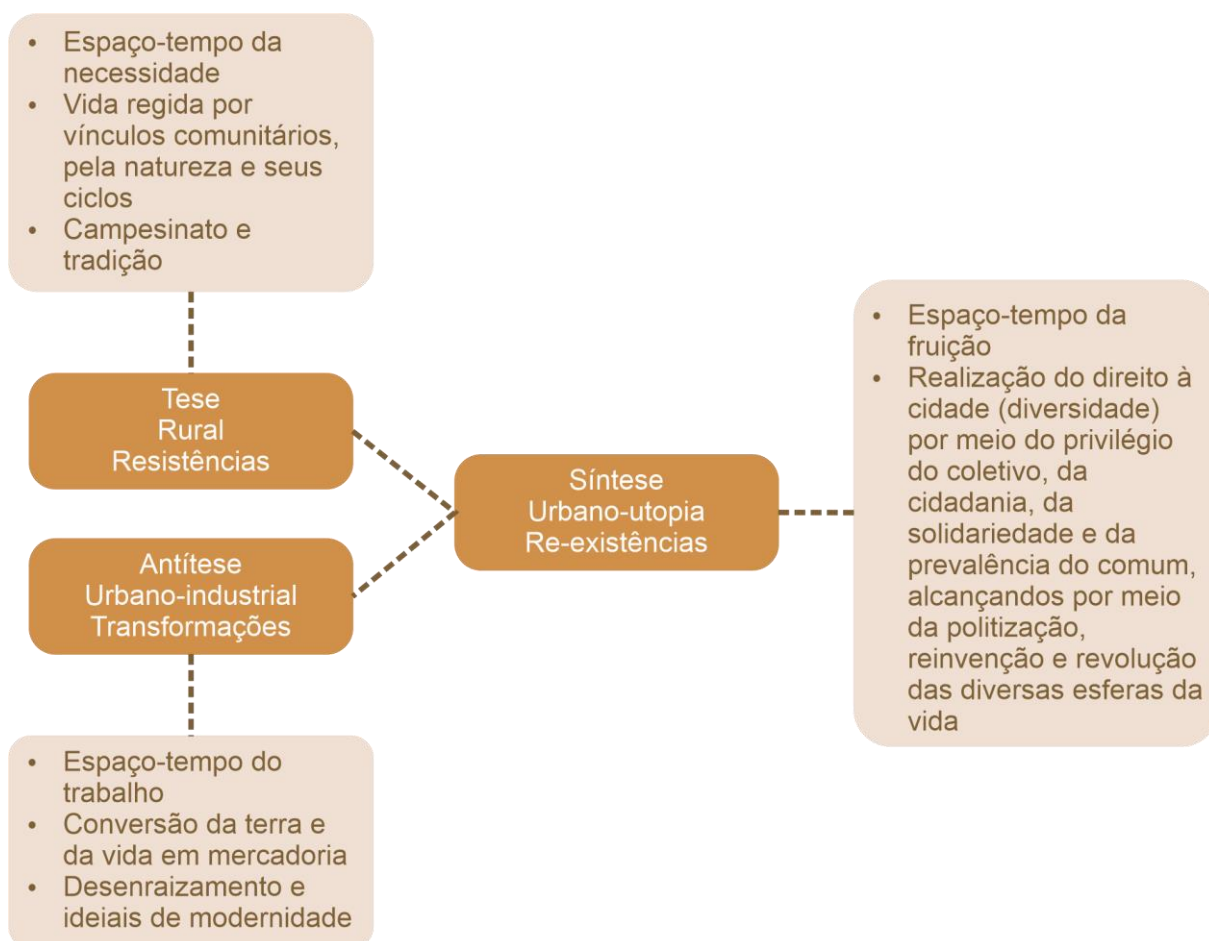 • Espaço-tempo da
necessidade
• Vida regida por
vínculos comunitários,
pela natureza e seus
ciclos
• Campesinato e
tradição
Tese
Rural
Resistências
Antítese
Urbano-industrial
Transformações
• Espaço-tempo do
trabalho
• Conversão da terra e
da vida em mercadoria
• Desenraizamento e
ideiais de modernidade
Síntese
Urbano-utopia
Re-existências
• Espaço-tempo da
fruição
• Realização do direito à
cidade (diversidade)
por meio do privilégio
do coletivo, da
cidadania, da
solidariedade e da
prevalência do comum,
alcançandos por meio
da politização,
reinvenção e revolução
das diversas esferas da
vida